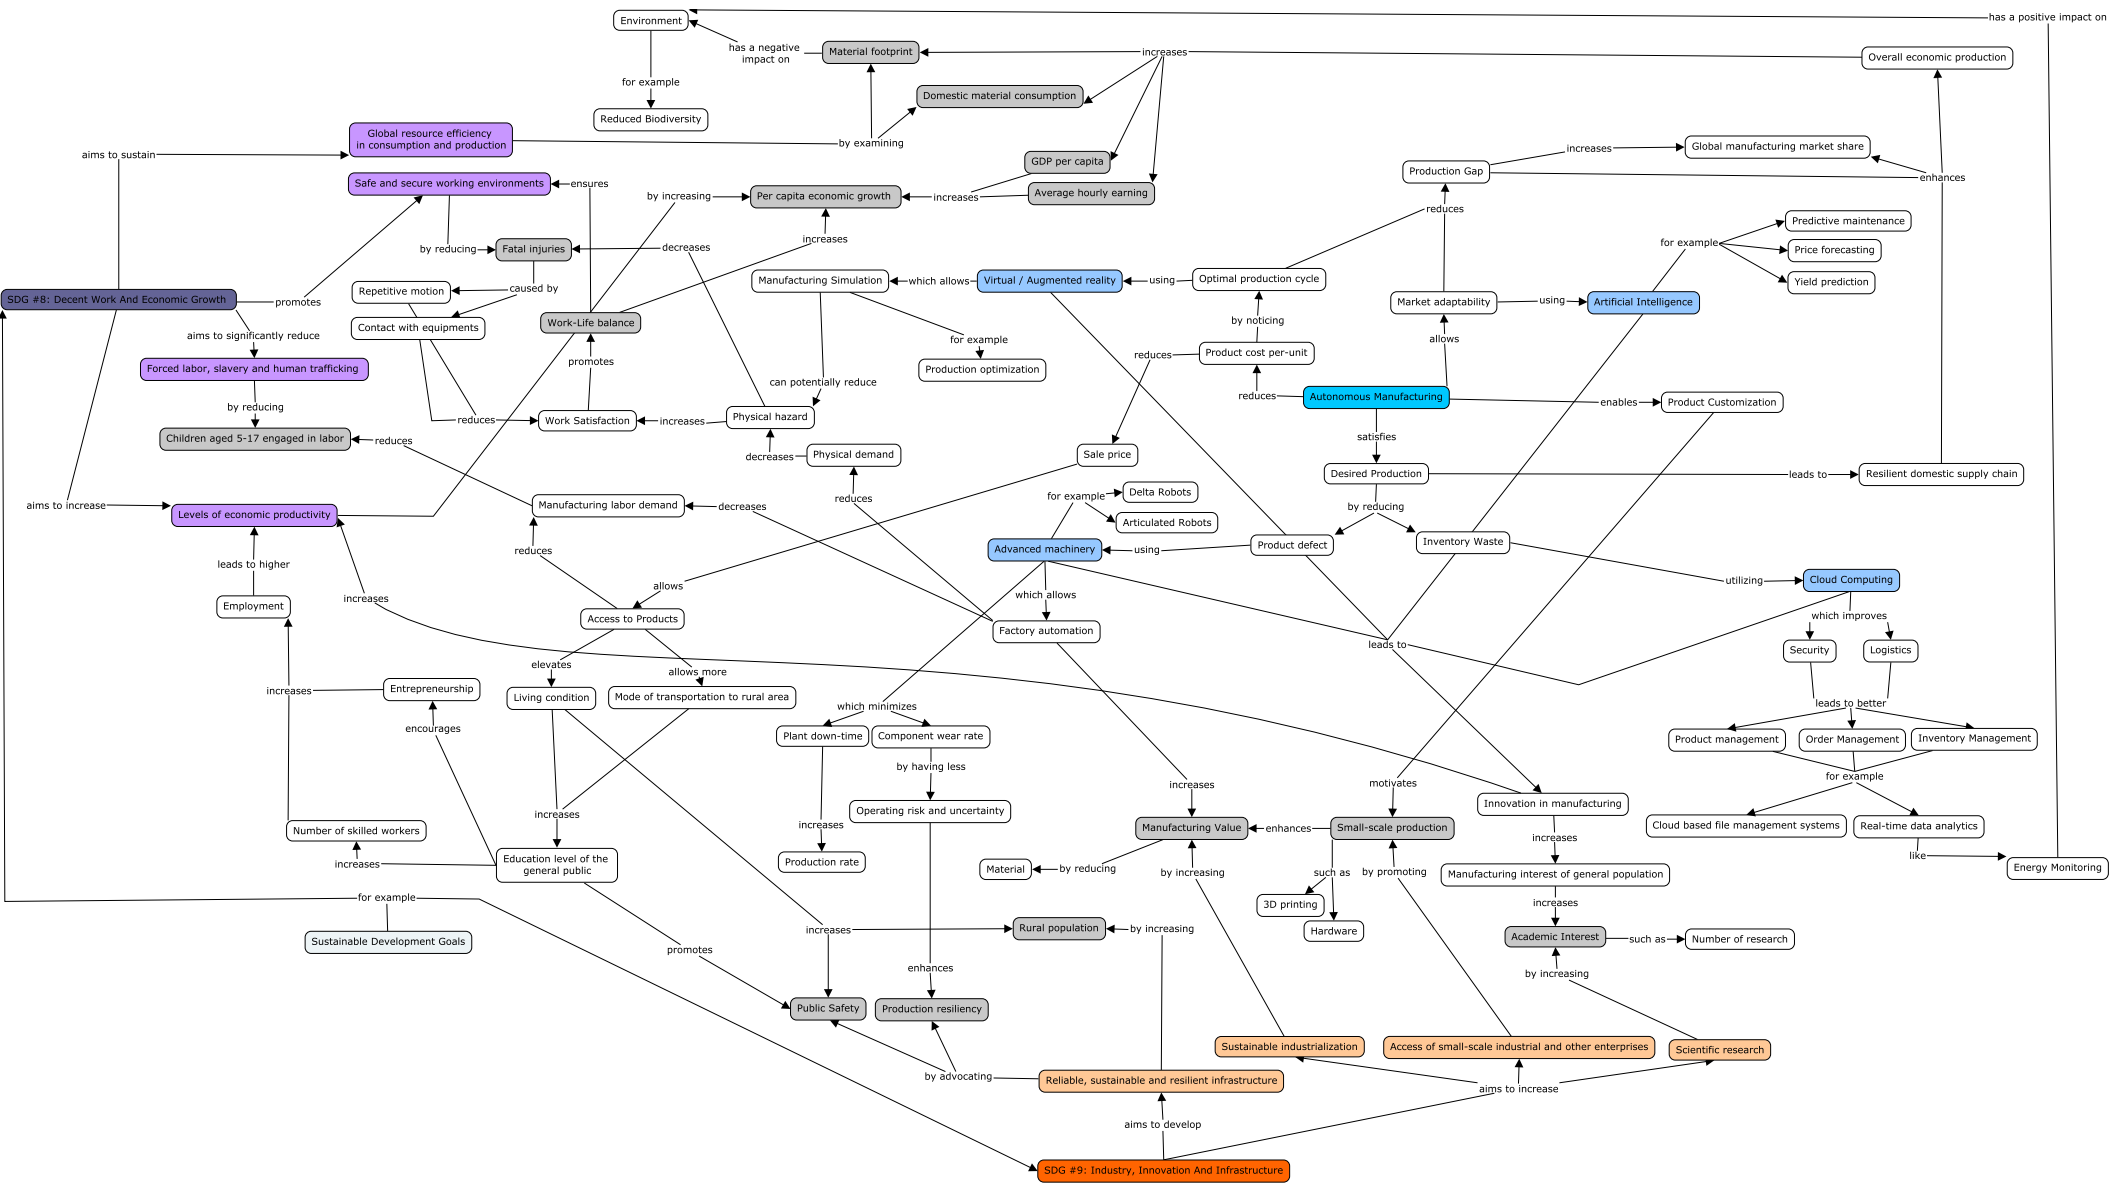 Environment
has a positive impact on
has a negative
impact on
Material footprint
increases
Overall economic production
for example
Domestic material consumption
Reduced Biodiversity
Global resource efficiency
in consumption and production
by examining
aims to sustain
GDP per capita
Production Gap
increases
Global manufacturing market share
enhances
Safe and secure working environments
ensures
by increasing
Per capita economic growth
increases
Average hourly earning
reduces
Predictive maintenance
for example
Price forecasting
Yield prediction
by reducing
Fatal injuries
decreases
increases
Repetitive motion
caused by
Manufacturing Simulation
which allows
Virtual / Augmented reality
using
Optimal production cycle
SDG #8: Decent Work And Economic Growth
promotes
Market adaptability
using
Artificial Intelligence
Contact with equipments
Work-Life balance
by noticing
aims to significantly reduce
for example
allows
promotes
reduces
Product cost per-unit
Forced labor, slavery and human trafficking
Production optimization
can potentially reduce
reduces
Autonomous Manufacturing
enables
Product Customization
by reducing
reduces
Work Satisfaction
increases
Physical hazard
Children aged 5-17 engaged in labor
reduces
satisfies
decreases
Physical demand
Sale price
Desired Production
leads to
Resilient domestic supply chain
aims to increase
Levels of economic productivity
Manufacturing labor demand
decreases
reduces
for example
Delta Robots
Articulated Robots
by reducing
reduces
Advanced machinery
using
Product defect
Inventory Waste
leads to higher
utilizing
Cloud Computing
Employment
increases
allows
which allows
which improves
Access to Products
Factory automation
leads to
Security
Logistics
elevates
allows more
increases
Entrepreneurship
Living condition
Mode of transportation to rural area
which minimizes
leads to better
encourages
Plant down-time
Component wear rate
Product management
Order Management
Inventory Management
by having less
for example
increases
motivates
Innovation in manufacturing
increases
Operating risk and uncertainty
increases
Number of skilled workers
Manufacturing Value
enhances
Small-scale production
Cloud based file management systems
Real-time data analytics
increases
increases
Education level of the
general public
Production rate
Material
by reducing
by increasing
such as
by promoting
like
Energy Monitoring
Manufacturing interest of general population
for example
3D printing
increases
Hardware
Sustainable Development Goals
promotes
increases
Rural population
by increasing
Academic Interest
such as
Number of research
enhances
by increasing
Public Safety
Production resiliency
Sustainable industrialization
Access of small-scale industrial and other enterprises
Scientific research
by advocating
Reliable, sustainable and resilient infrastructure
aims to increase
aims to develop
SDG #9: Industry, Innovation And Infrastructure